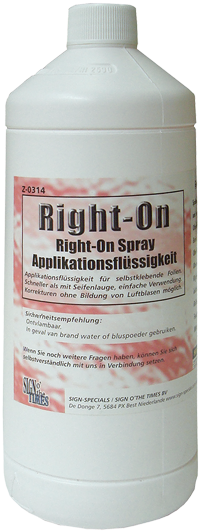 Z-0314
Right-On
Right-On Spray
Applikationsflüssigkeit
Applikationsflüssigkeit für selbstklebende Folien.
Schneller als mit Seifenlauge, einfache Verwendung
Korrekturen ohne Bildung von Luftblasen möglich.
Sicherheitsempfehlung:
Ontvlambaar.
In geval van brand water of bluspoeder gebruiken.
Wenn Sie noch weitere Fragen haben, können Sie sich
selbstverständlich mit uns in Verbindung setzen.
SIGN
TIMES
SIGN-SPECIALS / SIGN O'THE TIMES BV
De Donge 7, 5684 PX Best Niederlande